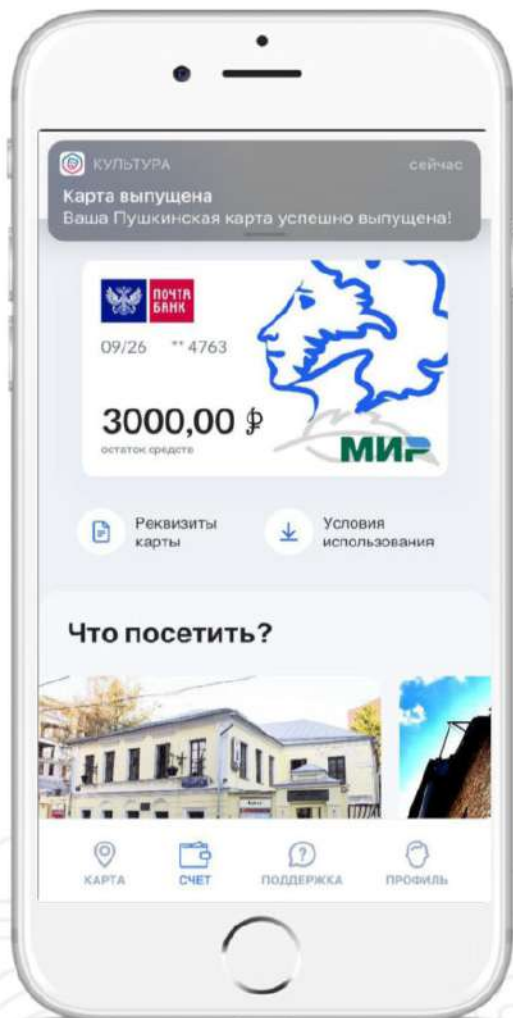 КУЛЬТУРА сейчас
Карта выпущена
Ваша Пушкинская карта успешно выпущена!
ПОЧТА
БАНК
09/26 ** 4763
3000,00 ₽
остаток средств
МИР
Реквизиты
карты
Условия
использования
Что посетить?
КАРТА СЧЕТ ПОДДЕРЖКА ПРОФИЛЬ